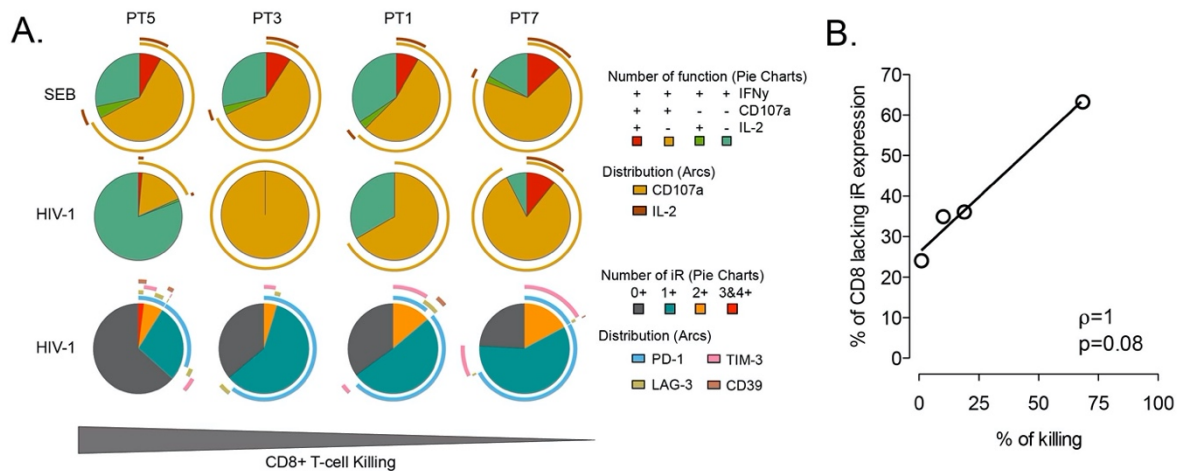 A.
PT5 PT3 PT1 PT7
SEB
HIV-1
HIV-1
CD8+ T-cell Killing
Number of function (Pie Charts)
+ + + + IFNγ
+ + - - CD107a
+ - + - IL-2
Distribution (Arcs)
CD107a
IL-2
Number of iR (Pie Charts)
0+ 1+ 2+ 3&4+
Distribution (Arcs)
PD-1 TIM-3
LAG-3 CD39
B.
% of CD8 lacking iR expression
70
60
50
40
30
20
10
0
ρ=1
p=0.08
0 25 50 75 100
% of killing